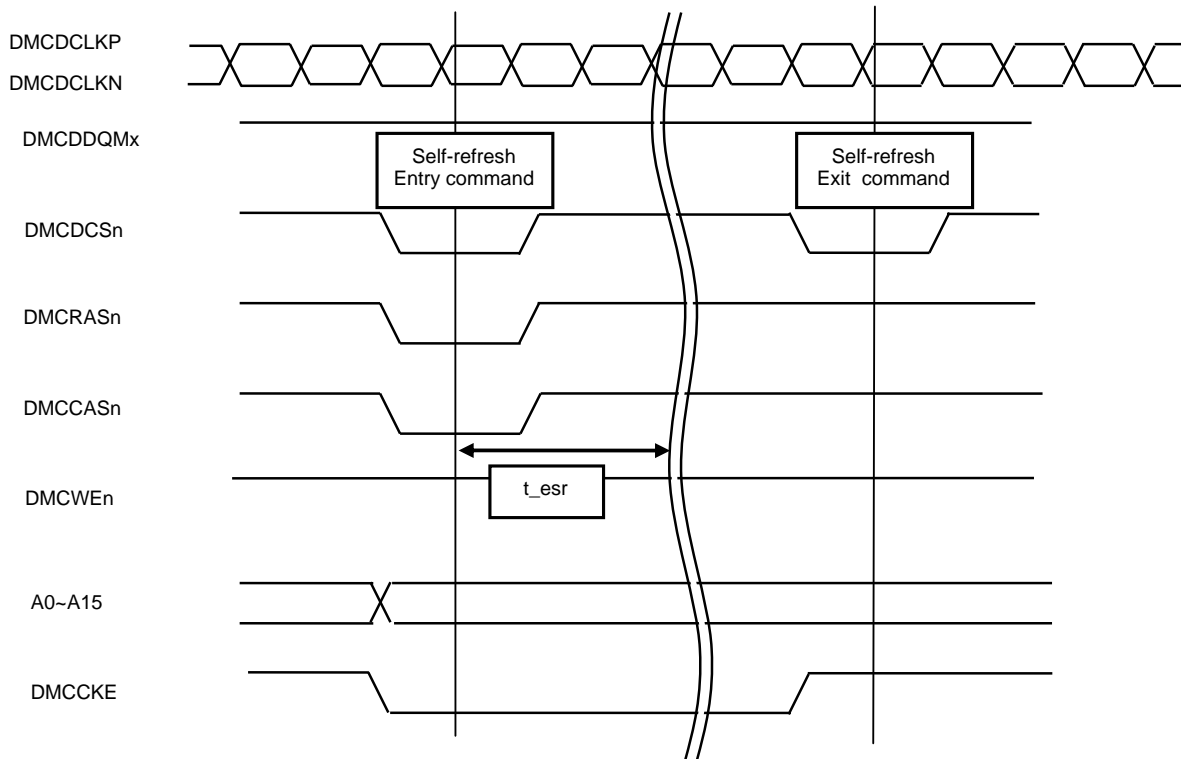 DMCDCLKP
DMCDCLKN
DMCDDQMx
Self-refresh
Entry command
Self-refresh
Exit command
DMCDCSn
DMCRASn
DMCCASn
t_esr
DMCWEn
A0~A15
DMCCKE